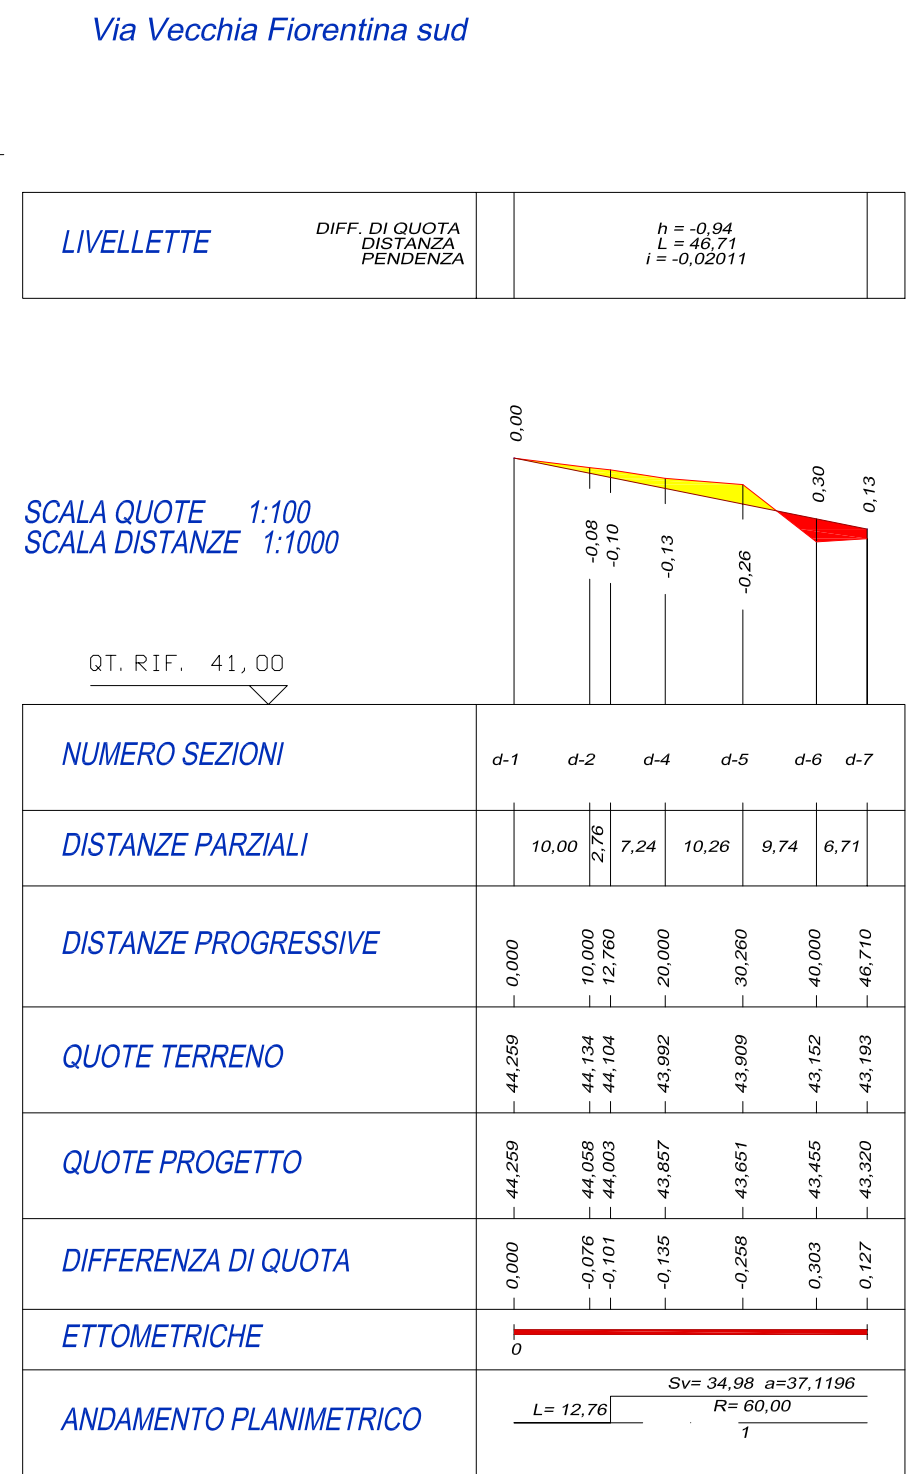 Via Vecchia Fiorentina sud
LIVELLETTE
DIFF. DI QUOTA
DISTANZA
PENDENZA
h = -0,94
L = 46,71
i = -0,02011
0,00
-0,08
-0,10
-0,13
-0,26
0,30
0,13
SCALA QUOTE 1:100
SCALA DISTANZE 1:1000
QT. RIF. 41,00
NUMERO SEZIONI d-1 d-2 d-4 d-5 d-6 d-7
DISTANZE PARZIALI 10,00 2,76 7,24 10,26 9,74 6,71
DISTANZE PROGRESSIVE 0,000 10,000 12,760 20,000 30,260 40,000 46,710
QUOTE TERRENO 44,259 44,134 44,104 43,992 43,909 43,152 43,193
QUOTE PROGETTO 44,259 44,058 44,003 43,857 43,651 43,455 43,320
DIFFERENZA DI QUOTA 0,000 -0,076 -0,101 -0,135 -0,258 0,303 0,127
ETTOMETRICHE
0
ANDAMENTO PLANIMETRICO
L= 12,76
Sv= 34,98 a=37,1196
R= 60,00
1